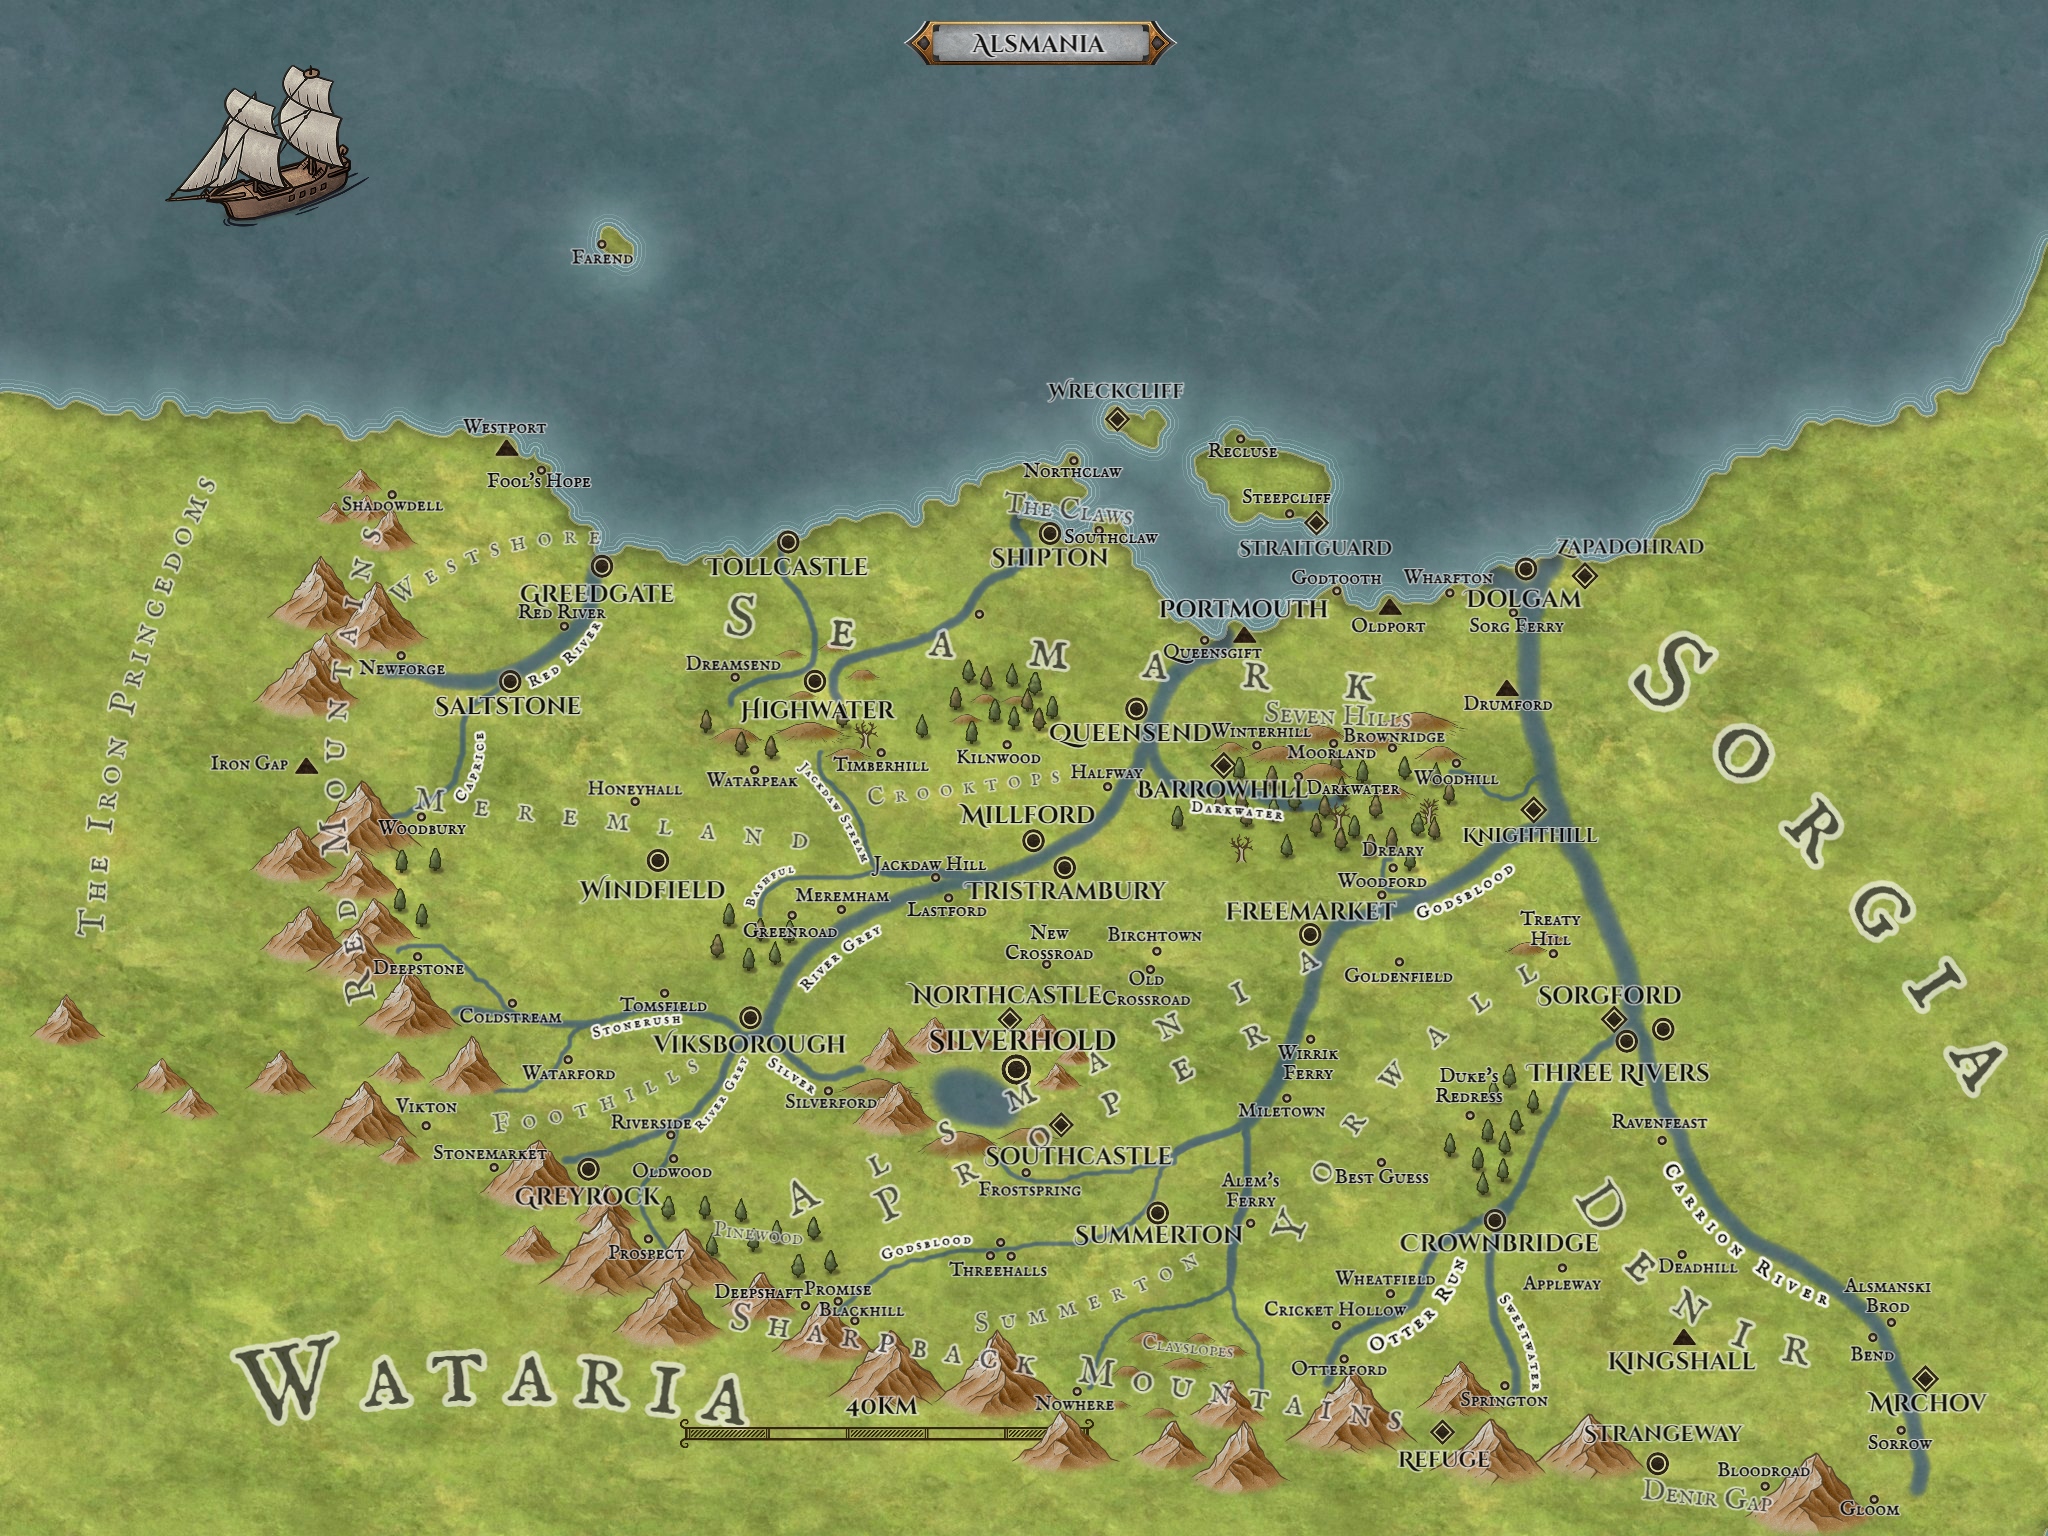 Alsmania
Farend
Wreckcliff
Westport
Northclaw
Recluse
Fool's Hope
Shadowdell
The Claws
Steepcliff
Southclaw
Westshore
Shipton
Straitguard
Zapadohrad
Tollcastle
Godtooth
Wharfton
Greedgate
Dolgam
Red River
Portmouth
Oldport
Sorg Ferry
The Iron Princedoms
Red Mountains
Seamark
Sorgia
Red River
Newforge
Dreamsend
Queensgift
Saltstone
Highwater
Drumford
Queensend
Seven Hills
Winterhill
Brownridge
Moorland
Caprice
Iron Gap
Watarpeak
Timberhill
Kilnwood
Halfway
Woodhill
Honeyhall
Jackdaw Stream
Crooktops
Barrowhill
Darkwater
Darkwater
Meremland
Woodbury
Millford
Knighthill
Dreary
Windfield
Bashful
Jackdaw Hill
Tristrambury
Woodford
Godsblood
Meremham
Lastford
Freemarket
Greenroad
River Grey
New
Crossroad
Birchtown
Treaty
Hill
Deepstone
Old
Crossroad
Goldenfield
Northcastle
Sorgford
Coldstream
Tomsfield
Stonerush
Viksborough
Silverhold
Alsmania
Proper
Yorwall
Wirrik
Ferry
Watarford
Foothills
River Grey
Silver
Silverford
Duke's
Redress
Three Rivers
Vikton
Riverside
Miletown
Ravenfeast
Stonemarket
Oldwood
Southcastle
Frostspring
Best Guess
Carrion River
Greyrock
Alem's
Ferry
Denir
Pinewood
Summerton
Crownbridge
Prospect
Godsblood
Threehalls
Deadhill
Deepshaft
Promise
Summerton
Wheatfield
Otter Run
Appleway
Alsmanski
Brod
Blackhill
Cricket Hollow
Sweetwater
Sharpback Mountains
Clayslopes
Kingshall
Bend
Wataria
Otterford
Nowhere
Springton
Mrchov
40km
Refuge
Strangeway
Sorrow
Bloodroad
Denir Gap
Gloom